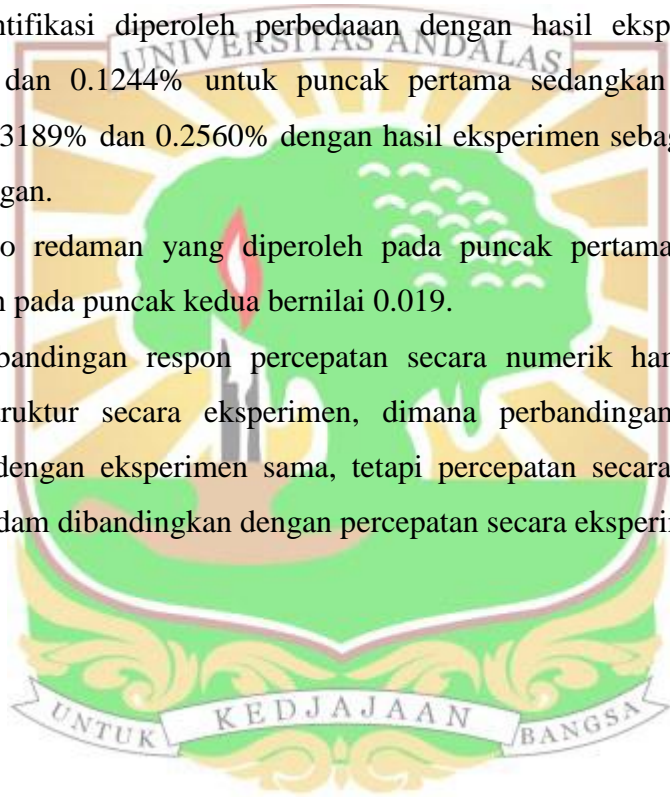 ntifikasi diperoleh perbedaaan dengan hasil eksp
UNIVERSITAS ANDALAS
dan 0.1244% untuk puncak pertama sedangkan
3189% dan 0.2560% dengan hasil eksperimen sebag
gan.
o redaman yang diperoleh pada puncak pertama
n pada puncak kedua bernilai 0.019.
bandingan respon percepatan secara numerik ham
ruktur secara eksperimen, dimana perbandingan
dengan eksperimen sama, tetapi percepatan secara
dam dibandingkan dengan percepatan secara eksperi
UNTUK KEDJAJAAN BANGSA